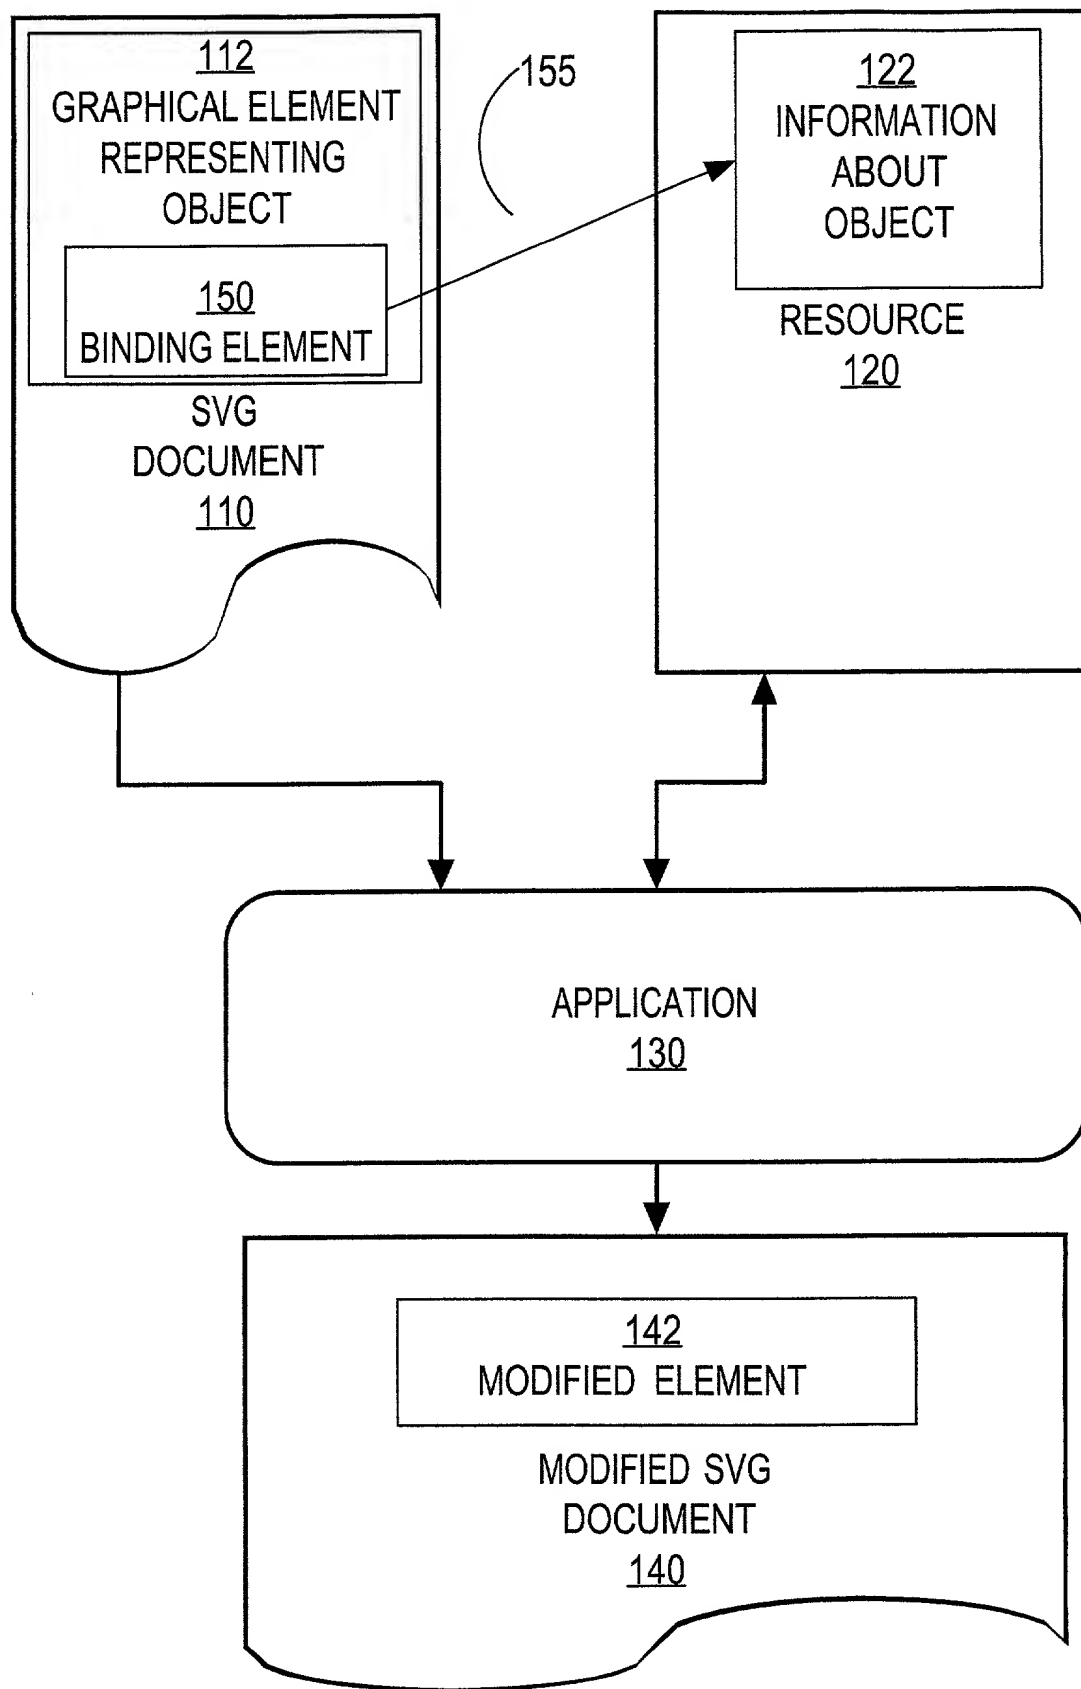 112
GRAPHICAL ELEMENT
REPRESENTING
OBJECT
150
BINDING ELEMENT
SVG
DOCUMENT
110
155
122
INFORMATION
ABOUT
OBJECT
RESOURCE
120
APPLICATION
130
142
MODIFIED ELEMENT
MODIFIED SVG
DOCUMENT
140